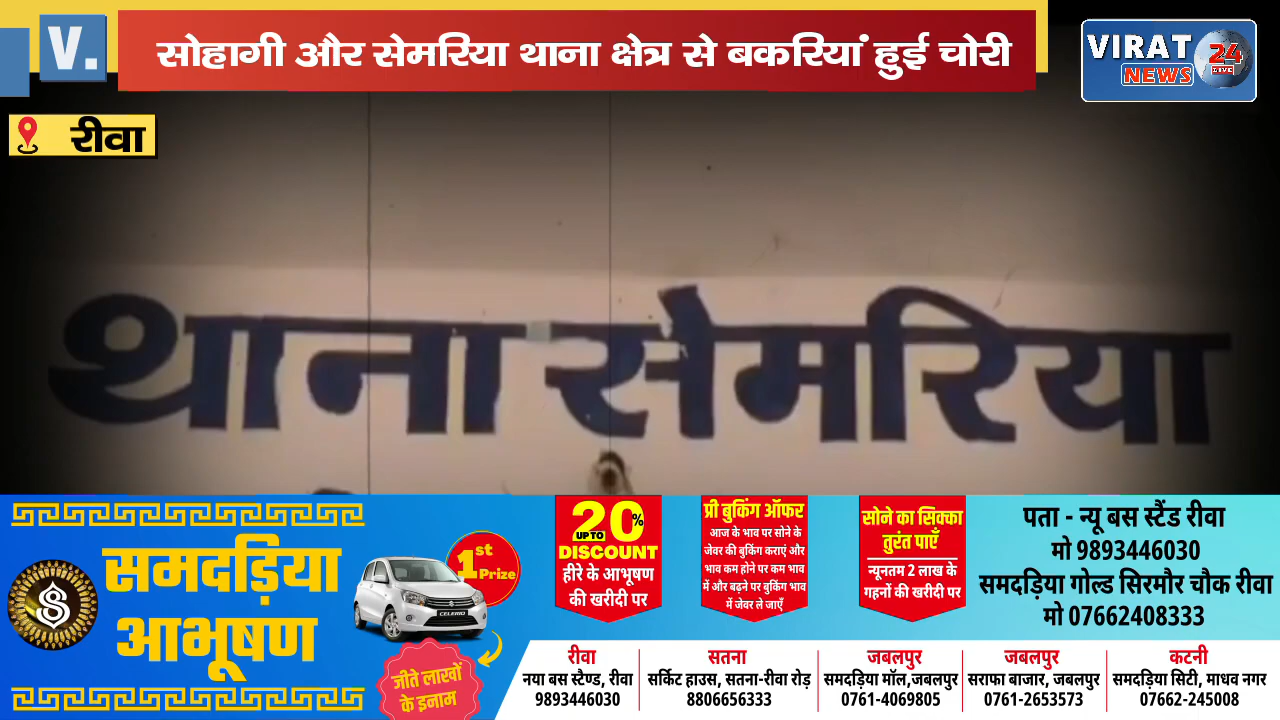 V.
सोहागी और सेमरिया थाना क्षेत्र से बकरियां हुई चोरी
VIRAT 24
NEWS LIVE
रीवा
थाना सेमरिया
समदड़िया
आभूषण
1st
Prize
CELERIO
जीते लाखों
के इनाम
UP TO 20%
DISCOUNT
हीरे के आभूषण
की खरीदी पर
प्री बुकिंग ऑफर
आज के भाव पर सोने के
जेवर की बुकिंग कराएं और
भाव कम होने पर कम भाव
में और बढ़ने पर बुकिंग भाव
में जेवर ले जाएँ
सोने का सिक्का
तुरंत पाएँ
न्यूनतम 2 लाख के
गहनों की खरीदी पर
पता - न्यू बस स्टैंड रीवा
मो 9893446030
समदड़िया गोल्ड सिरमौर चौक रीवा
मो 07662408333
रीवा
नया बस स्टैण्ड, रीवा
9893446030
सतना
सर्किट हाउस, सतना-रीवा रोड़
8806656333
जबलपुर
समदड़िया मॉल,जबलपुर
0761-4069805
जबलपुर
सराफा बाजार, जबलपुर
0761-2653573
कटनी
समदड़िया सिटी, माधव नगर
07662-245008